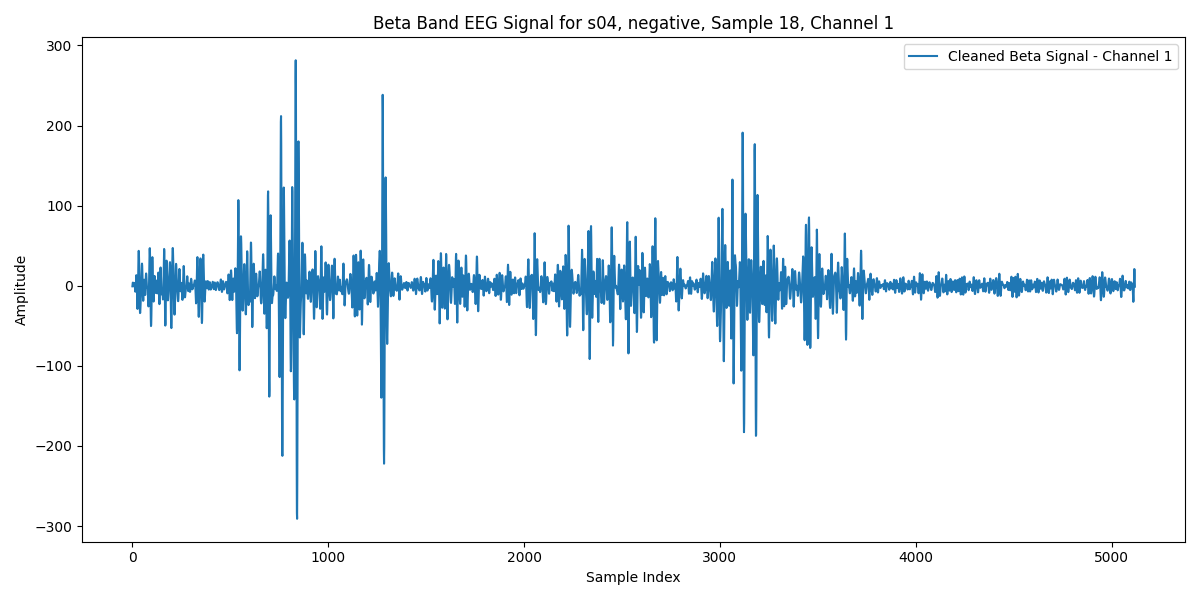 Beta Band EEG Signal for s04, negative, Sample 18, Channel 1
Cleaned Beta Signal - Channel 1
300
200
100
0
−100
−200
−300
Amplitude
0 1000 2000 3000 4000 5000
Sample Index